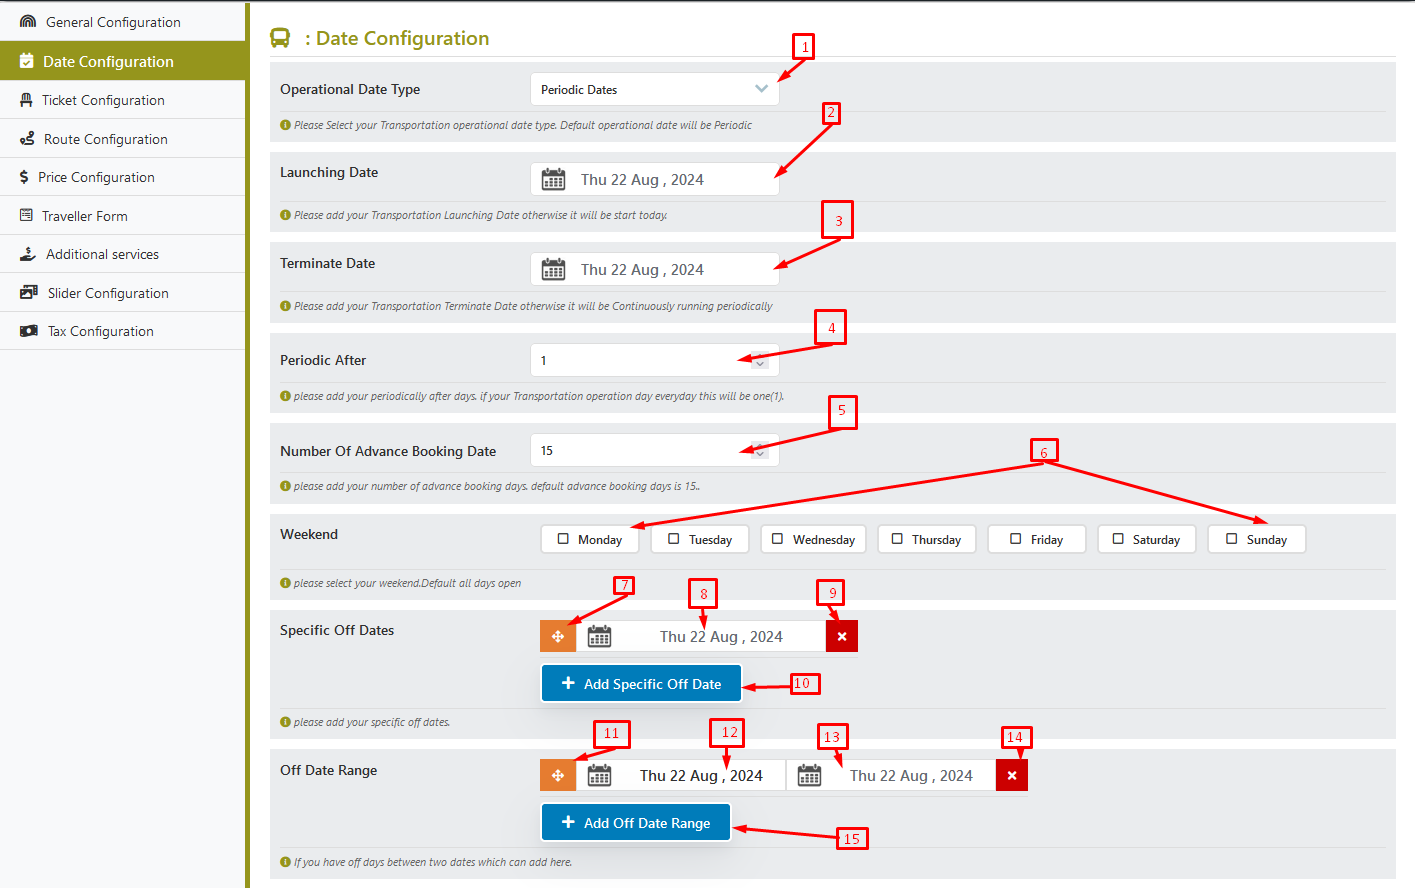 General Configuration
Date Configuration
Ticket Configuration
Route Configuration
Price Configuration
Traveller Form
Additional services
Slider Configuration
Tax Configuration
: Date Configuration
1
Operational Date Type
Periodic Dates
2
Please Select your Transportation operational date type. Default operational date will be Periodic
Launching Date
Thu 22 Aug , 2024
Please add your Transportation Launching Date otherwise it will be start today.
3
Terminate Date
Thu 22 Aug , 2024
Please add your Transportation Terminate Date otherwise it will be Continuously running periodically
4
Periodic After
1
please add your periodically after days. if your Transportation operation day everyday this will be one(1).
5
Number Of Advance Booking Date
15
6
please add your number of advance booking days. default advance booking days is 15..
Weekend
Monday
Tuesday
Wednesday
Thursday
Friday
Saturday
Sunday
please select your weekend.Default all days open
7
8
9
Specific Off Dates
Thu 22 Aug , 2024
Add Specific Off Date
10
please add your specific off dates.
11
12
13
14
Off Date Range
Thu 22 Aug , 2024
Thu 22 Aug , 2024
Add Off Date Range
15
If you have off days between two dates which can add here.